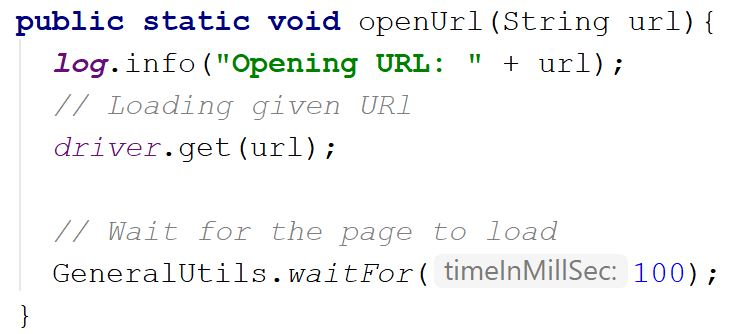 public static void openUrl(String url){
log.info("Opening URL: " + url);
// Loading given URl
driver.get(url);
// Wait for the page to load
GeneralUtils.waitFor( timeInMillSec: 100);
}